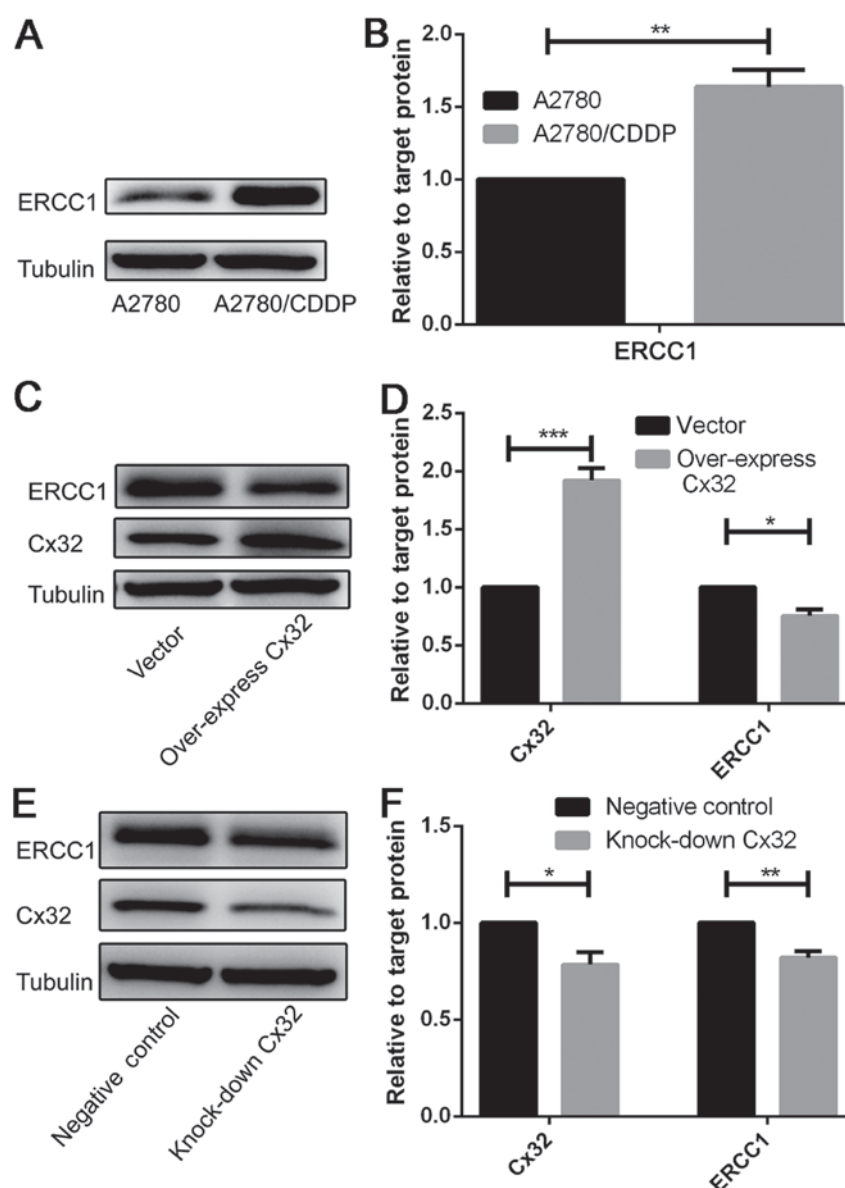 A
ERCC1
Tubulin
A2780 A2780/CDDP
B
Relative to target protein
2.0
1.5
1.0
0.5
0.0
**
A2780
A2780/CDDP
ERCC1
C
ERCC1
Cx32
Tubulin
Vector
Over-express Cx32
D
Relative to target protein
2.5
2.0
1.5
1.0
0.5
0.0
***
*
Vector
Over-express
Cx32
Cx32
ERCC1
E
ERCC1
Cx32
Tubulin
Negative control
Knock-down Cx32
F
Relative to target protein
1.5
1.0
0.5
0.0
Negative control
Knock-down Cx32
*
**
Cx32
ERCC1